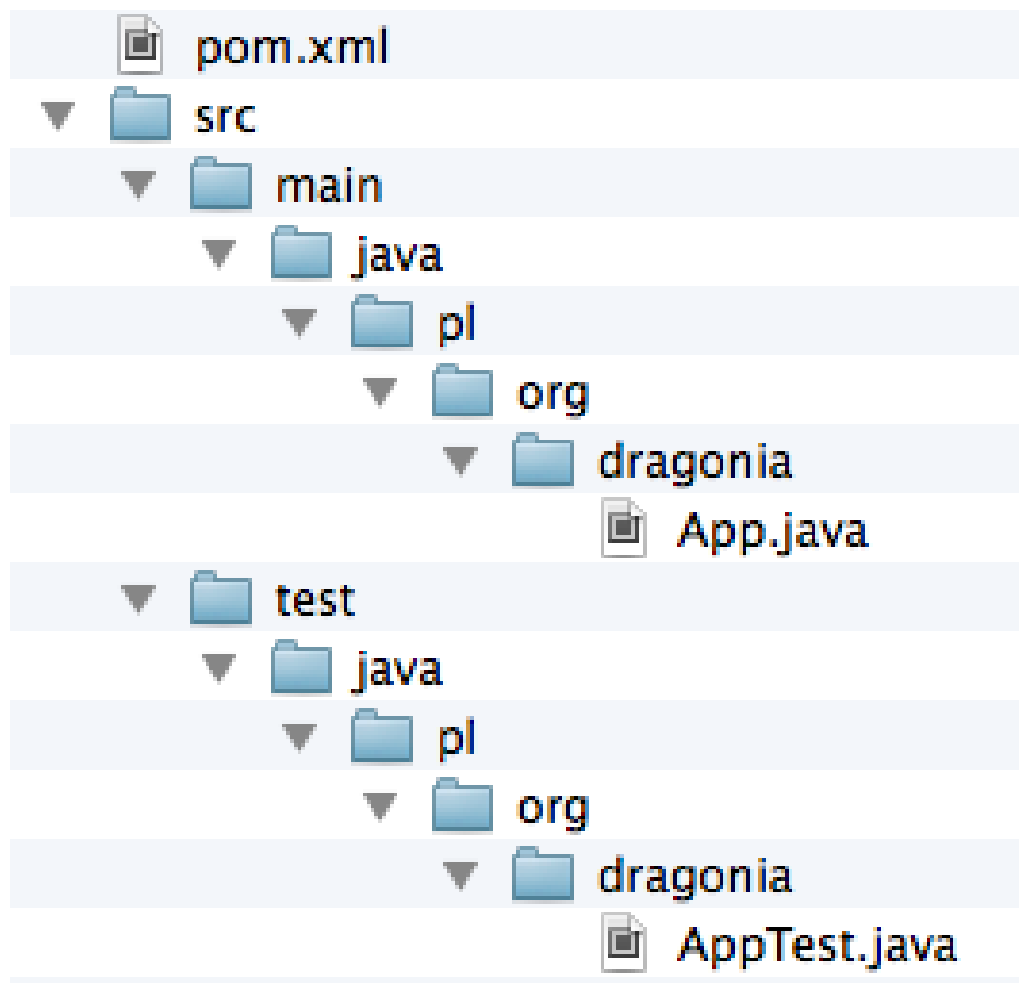 pom.xml
src
main
java
pl
org
dragonia
App.java
test
java
pl
org
dragonia
AppTest.java